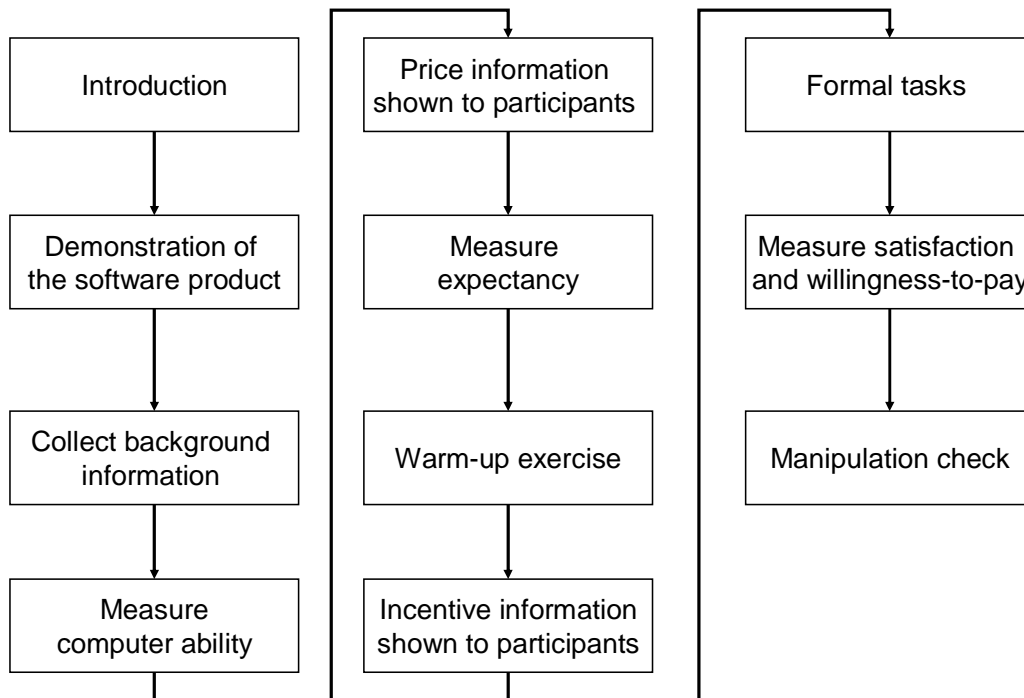 Introduction
Demonstration of
the software product
Collect background
information
Measure
computer ability
Price information
shown to participants
Measure
expectancy
Warm-up exercise
Incentive information
shown to participants
Formal tasks
Measure satisfaction
and willingness-to-pay
Manipulation check